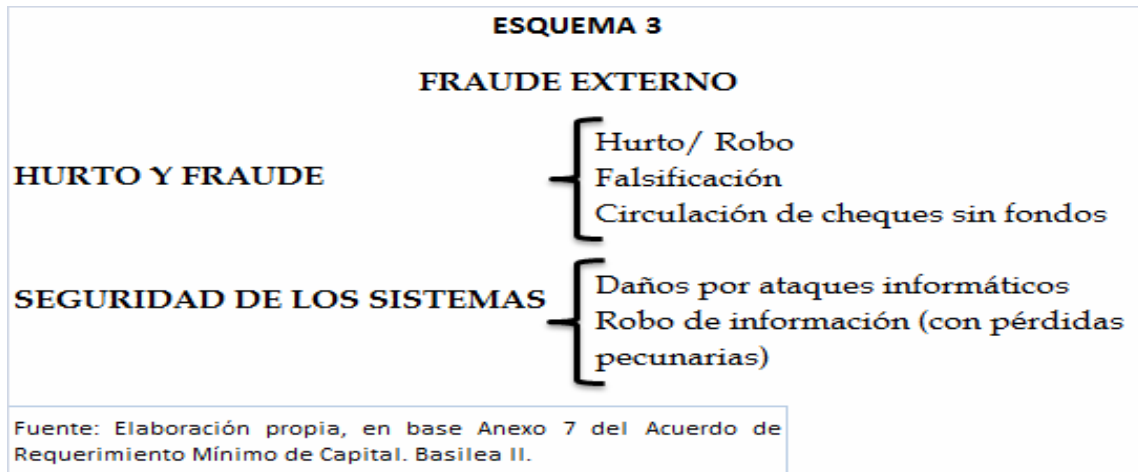 ESQUEMA 3
FRAUDE EXTERNO
HURTO Y FRAUDE
Hurto/ Robo
Falsificación
Circulación de cheques sin fondos
SEGURIDAD DE LOS SISTEMAS
Daños por ataques informáticos
Robo de información (con pérdidas
pecunarias)
Fuente: Elaboración propia, en base Anexo 7 del Acuerdo de
Requerimiento Mínimo de Capital. Basilea II.